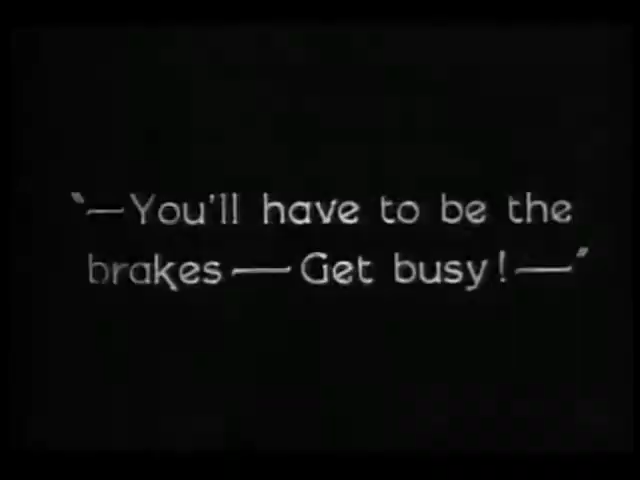 "—You'll have to be the
brakes — Get busy! —"